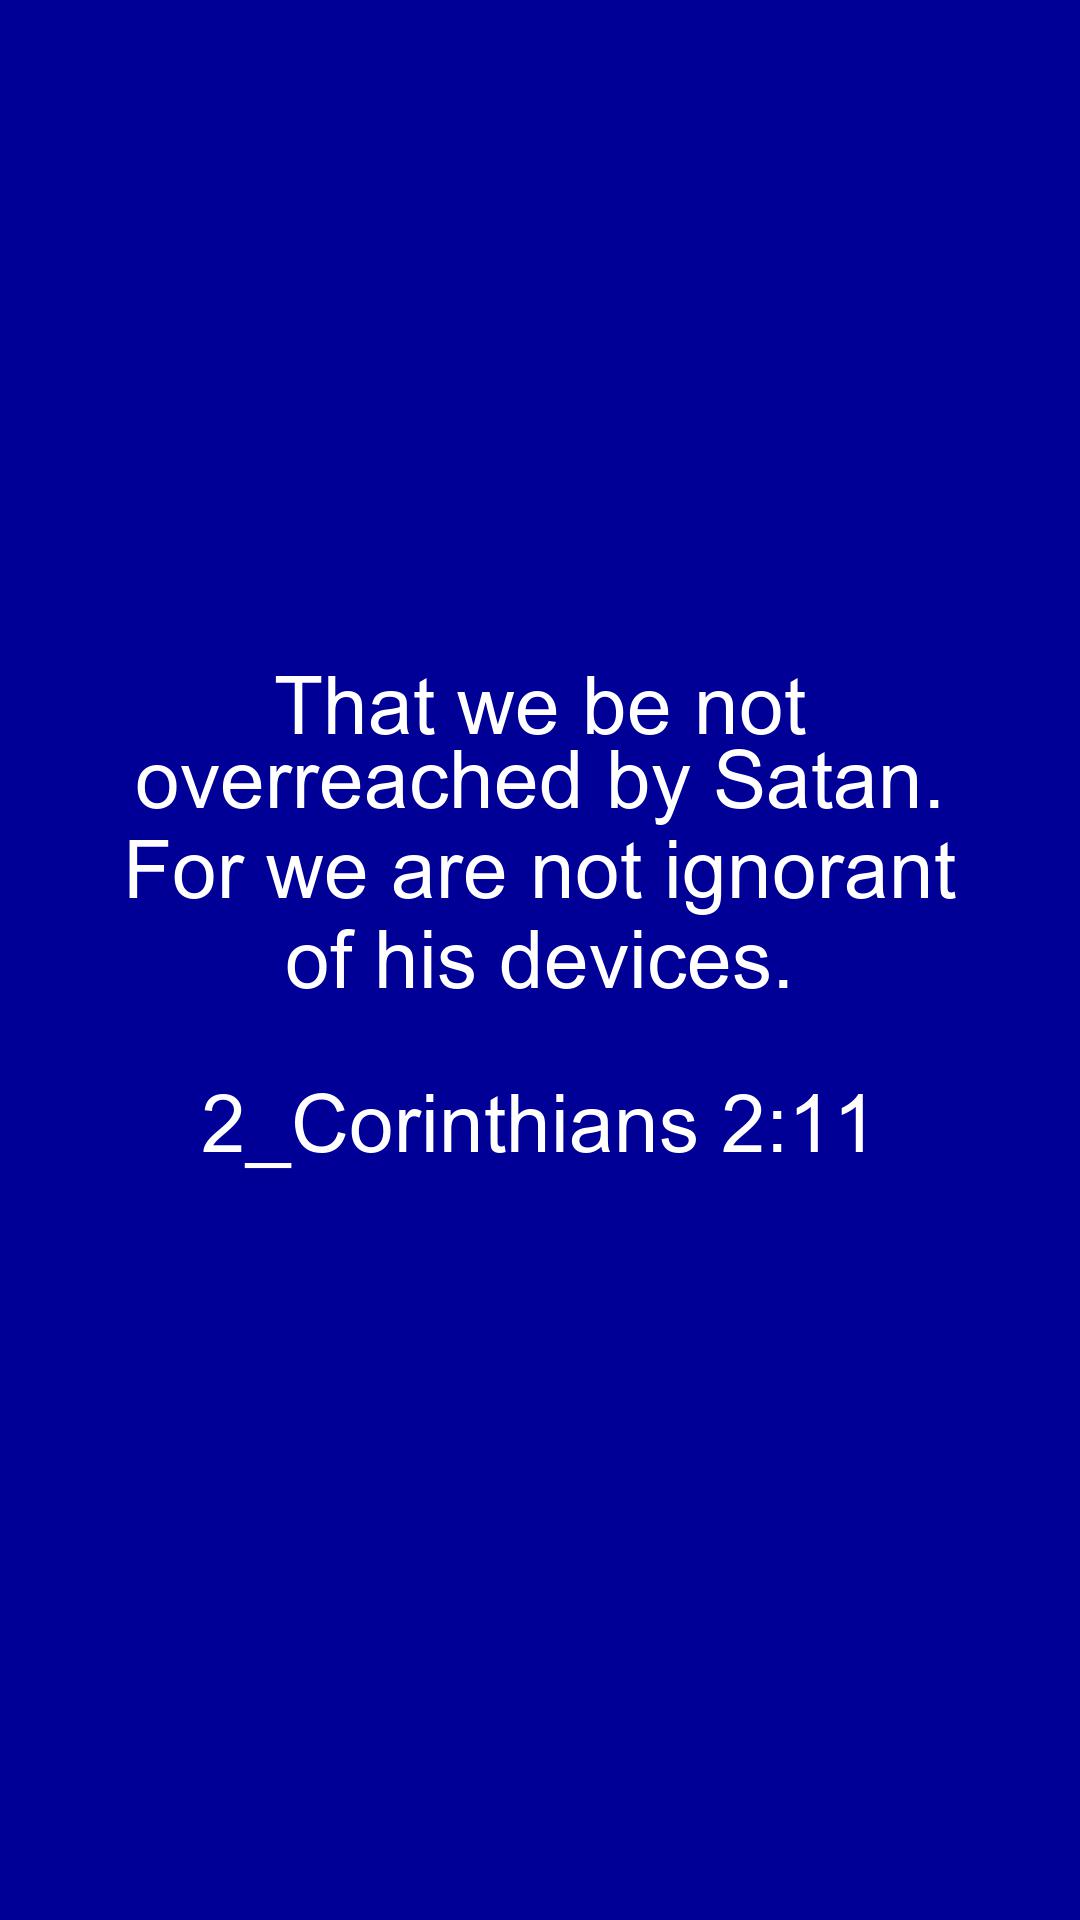 That we be not
overreached by Satan.
For we are not ignorant
of his devices.
2_Corinthians 2:11